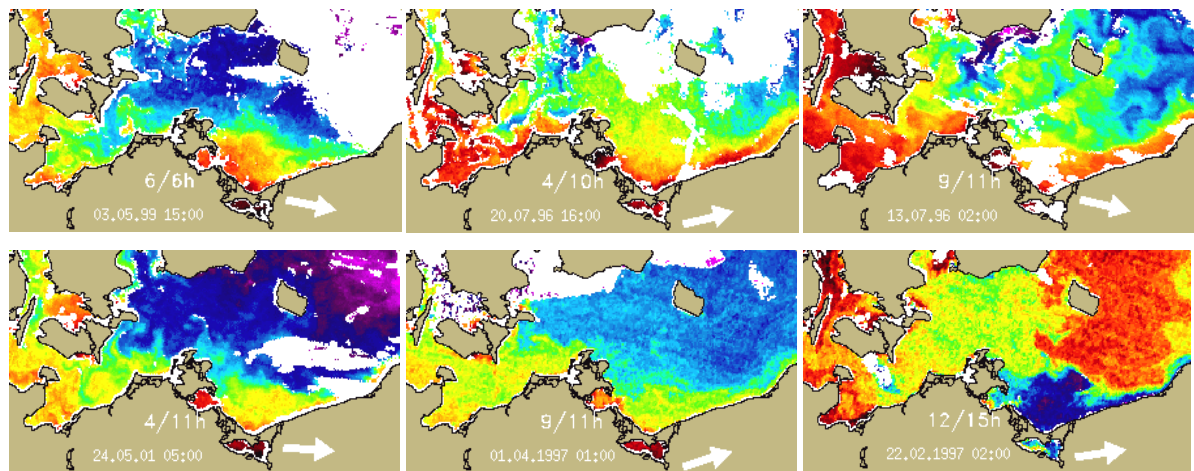 6/6h
03.05.99 15:00
4/10h
20.07.96 16:00
9/11h
13.07.96 02:00
4/11h
24.05.01 05:00
9/11h
01.04.1997 01:00
12/15h
22.02.1997 02:00